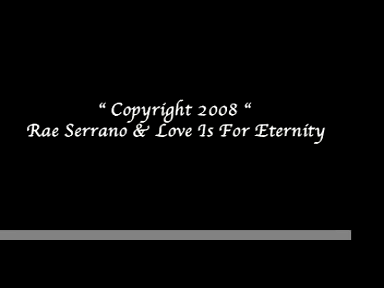 “ Copyright 2008 “
Rae Serrano & Love Is For Eternity